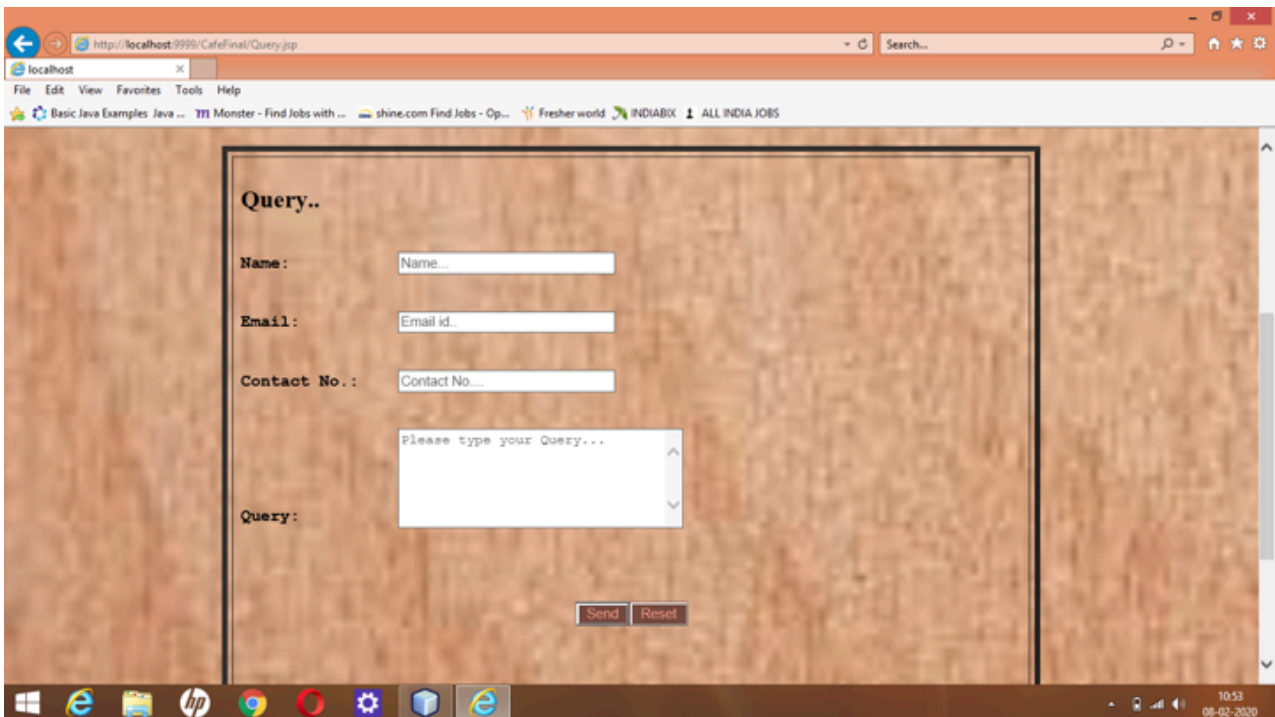 http://localhost:9999/CafeFinal/Query.jsp
Search...
localhost
File Edit View Favorites Tools Help
Basic Java Examples Java ... Monster - Find Jobs with ... shine.com Find Jobs - Op... Fresher world INDIABIX ALL INDIA JOBS
Query..
Name: Name...
Email: Email id..
Contact No.: Contact No....
Please type your Query...
Query:
Send Reset
hp
10:53
08-02-2020